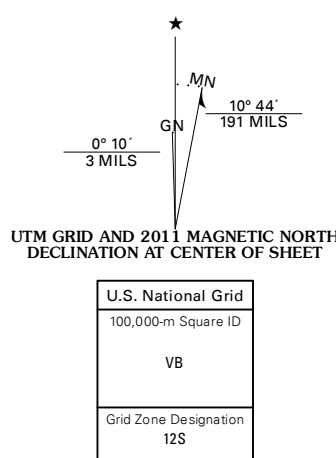 ★
MN
GN
10° 44´
191 MILS
0° 10´
3 MILS
UTM GRID AND 2011 MAGNETIC NORTH
DECLINATION AT CENTER OF SHEET
U.S. National Grid
100,000-m Square ID
VB
Grid Zone Designation
12S